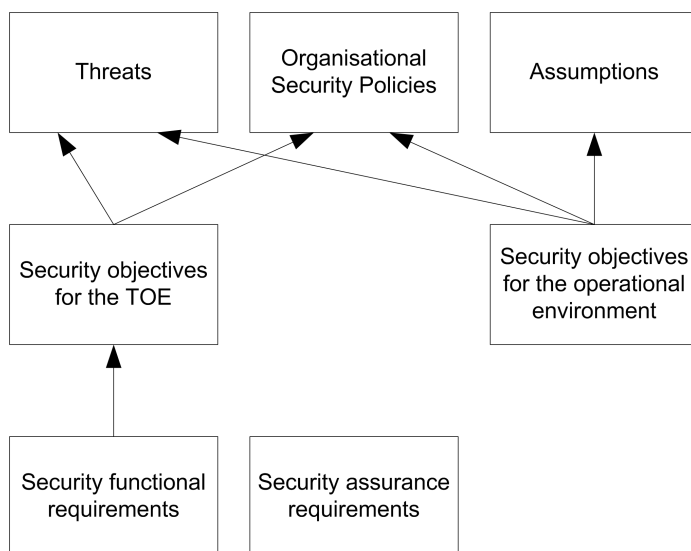 Threats
Organisational
Security Policies
Assumptions
Security objectives
for the TOE
Security objectives
for the operational
environment
Security functional
requirements
Security assurance
requirements